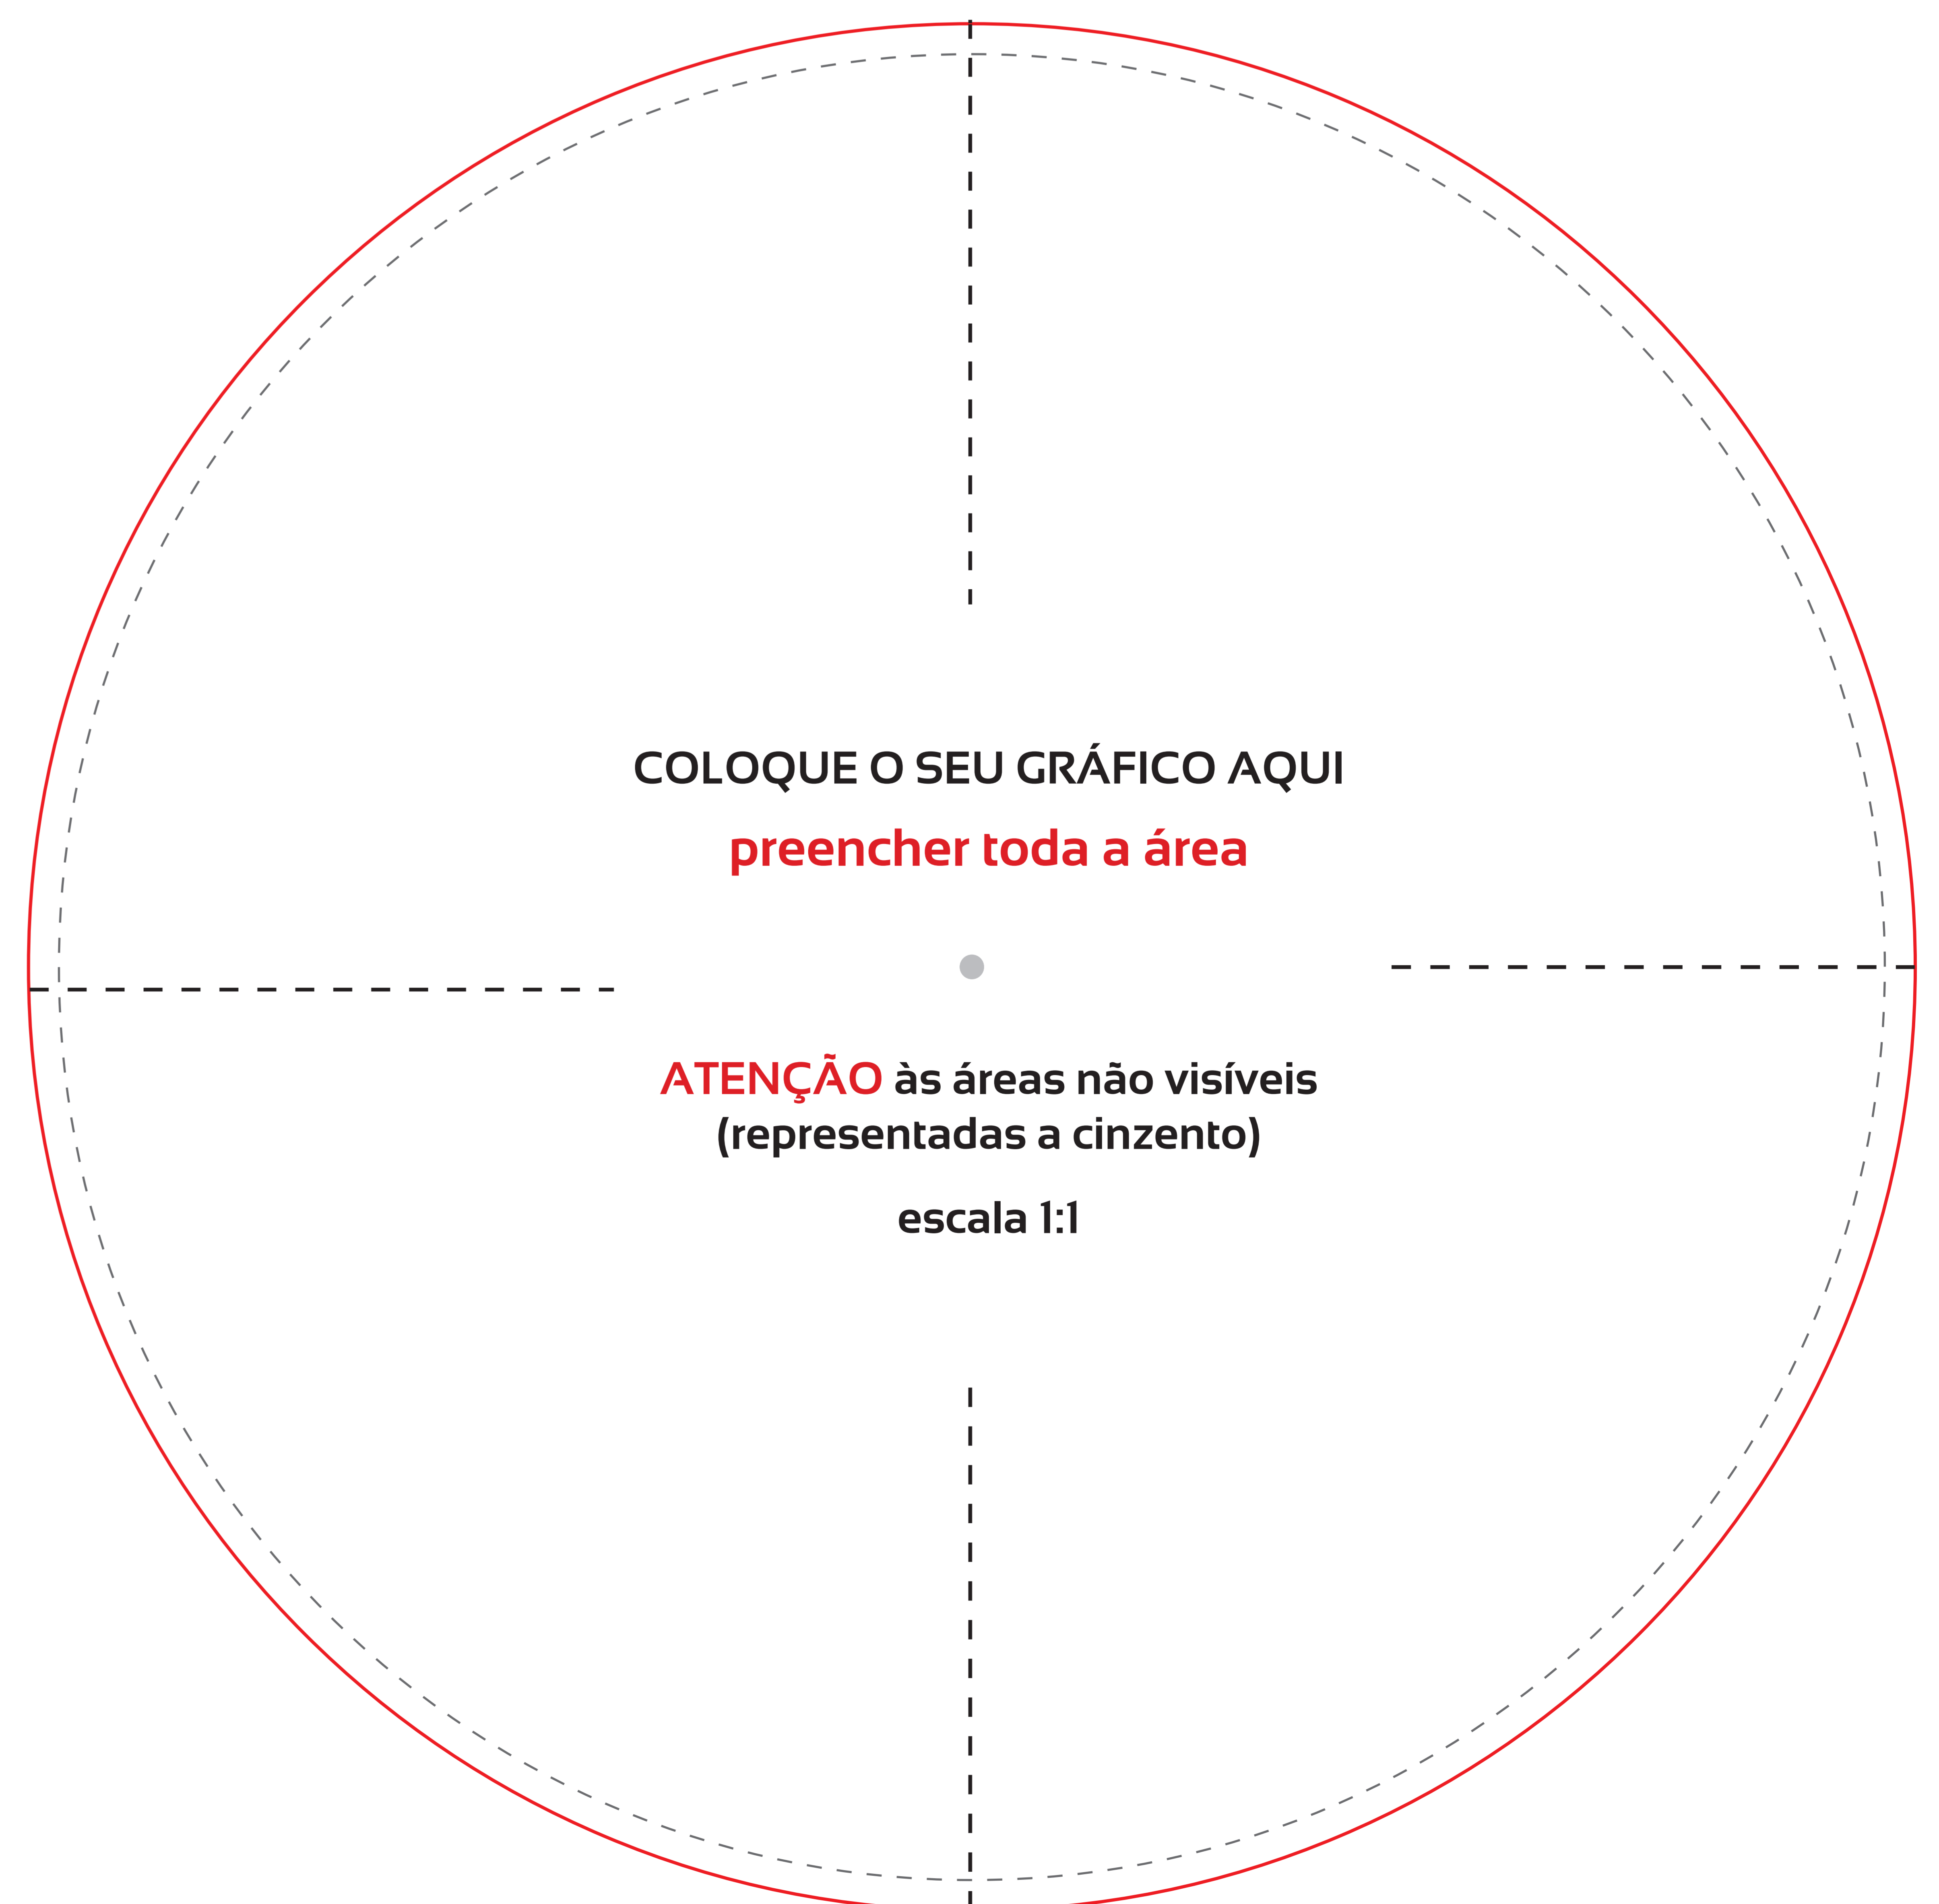 COLOQUE O SEU GRÁFICO AQUI
preencher toda a área
ATENÇÃO às áreas não visíveis
(representadas a cinzento)
escala 1:1